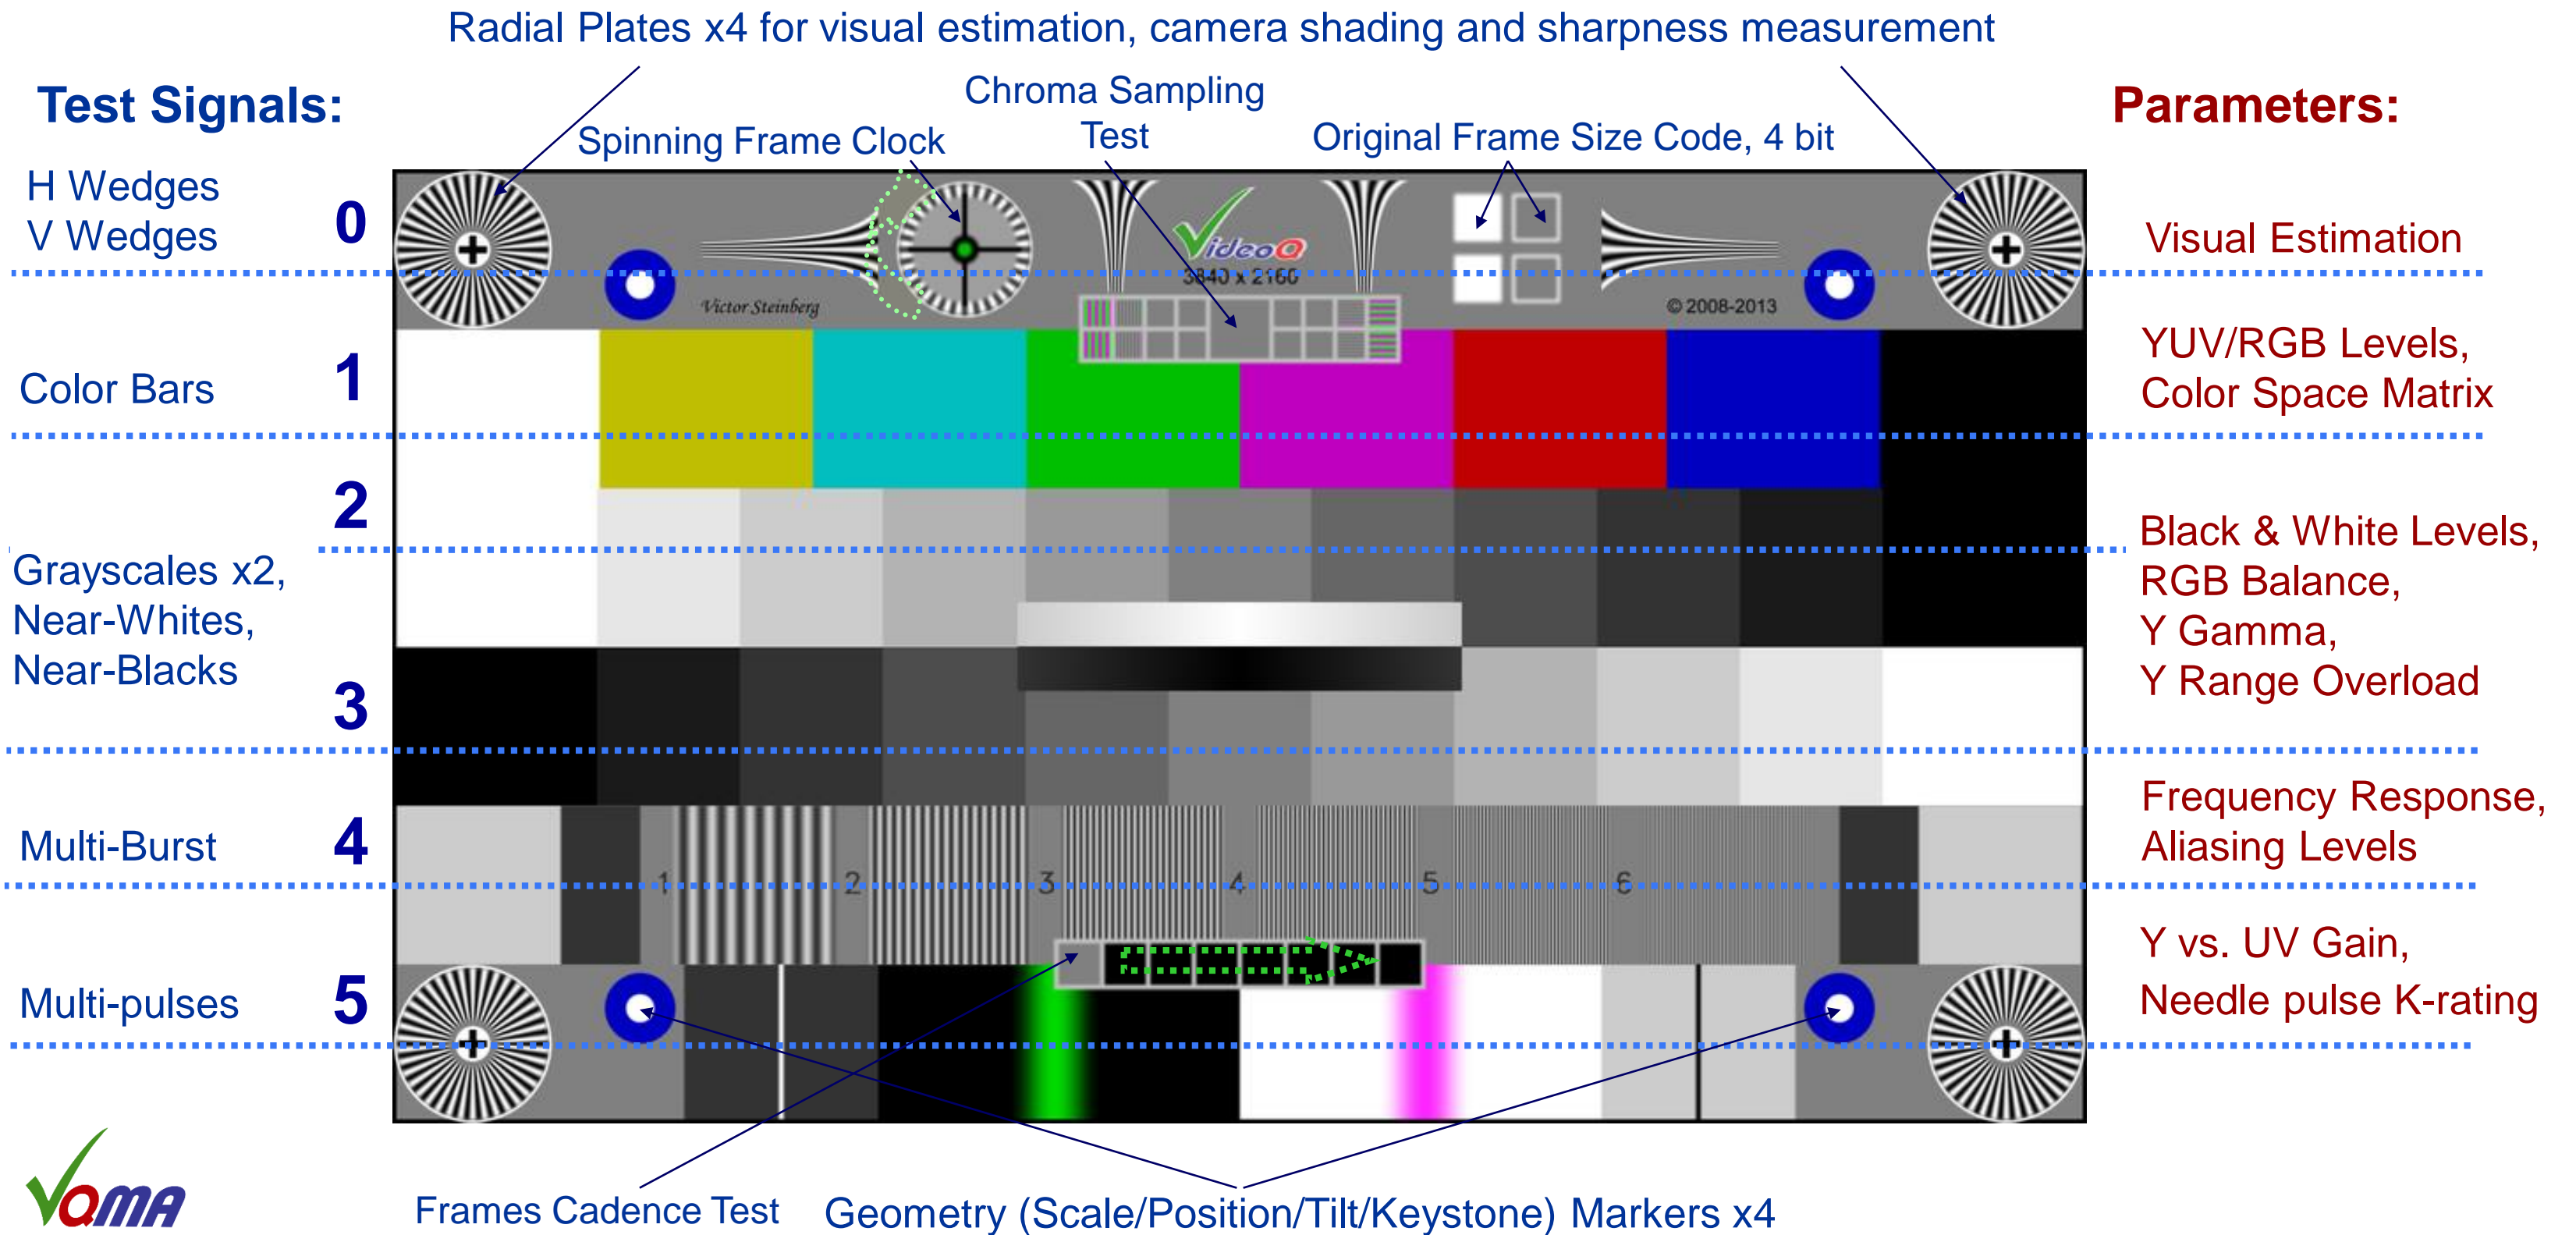 Radial Plates x4 for visual estimation, camera shading and sharpness measurement
Test Signals:
Chroma Sampling
Test
Parameters:
Spinning Frame Clock
Original Frame Size Code, 4 bit
H Wedges
V Wedges
0
Visual Estimation
VideoQ
3840 x 2160
Victor Steinberg
© 2008-2013
Color Bars
1
YUV/RGB Levels,
Color Space Matrix
2
Grayscales x2,
Near-Whites,
Near-Blacks
3
Black & White Levels,
RGB Balance,
Y Gamma,
Y Range Overload
Multi-Burst
4
1 2 3 4 5 6
Frequency Response,
Aliasing Levels
Multi-pulses
5
Y vs. UV Gain,
Needle pulse K-rating
VQMA
Frames Cadence Test
Geometry (Scale/Position/Tilt/Keystone) Markers x4